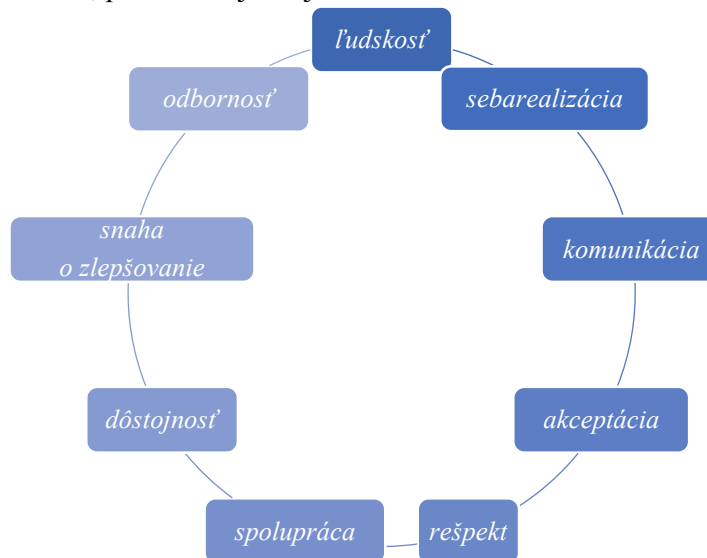 ľudskosť
sebarealizácia
komunikácia
akceptácia
rešpekt
spolupráca
dôstojnosť
snaha
o zlepšovanie
odbornosť